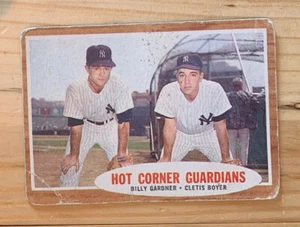 HOT CORNER GUARDIANS
BILLY GARDNER • CLETIS BOYER